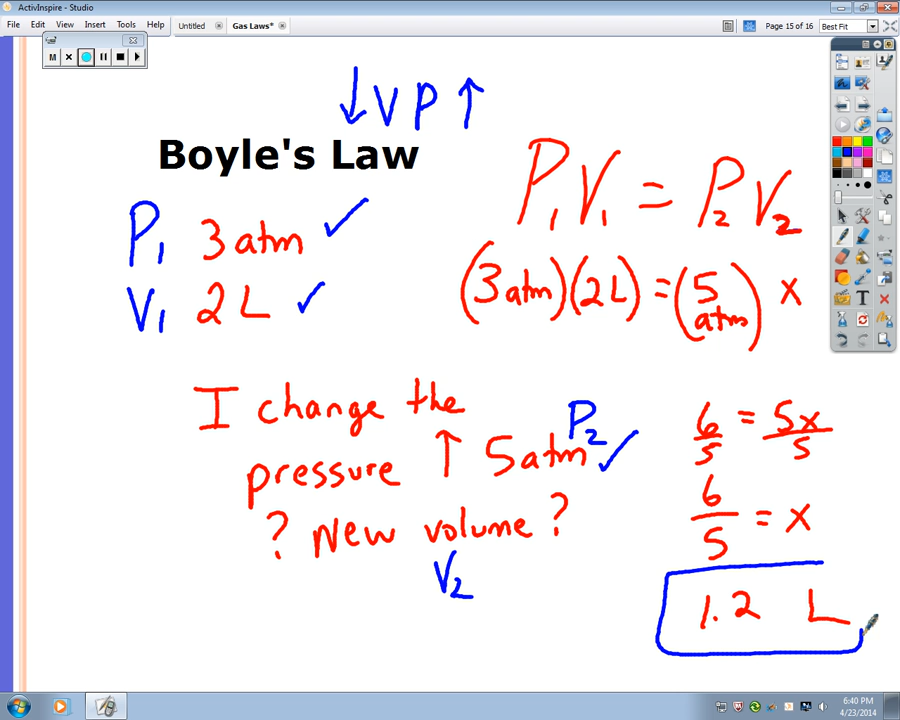 ActivInspire - Studio
File Edit View Insert Tools Help
Untitled
Gas Laws*
Page 15 of 16
Best Fit
M
↓ V P ↑
Boyle's Law
P₁V₁ = P₂V₂
P₁ 3 atm ✓
(3 atm)(2 L) = (5 atm) x
V₁ 2 L ✓
I change the
pressure ↑ 5 atm P₂ ✓
? New volume ?
V₂
6/5 = 5x/5
6/5 = x
1.2 L
T
6:40 PM
4/23/2014